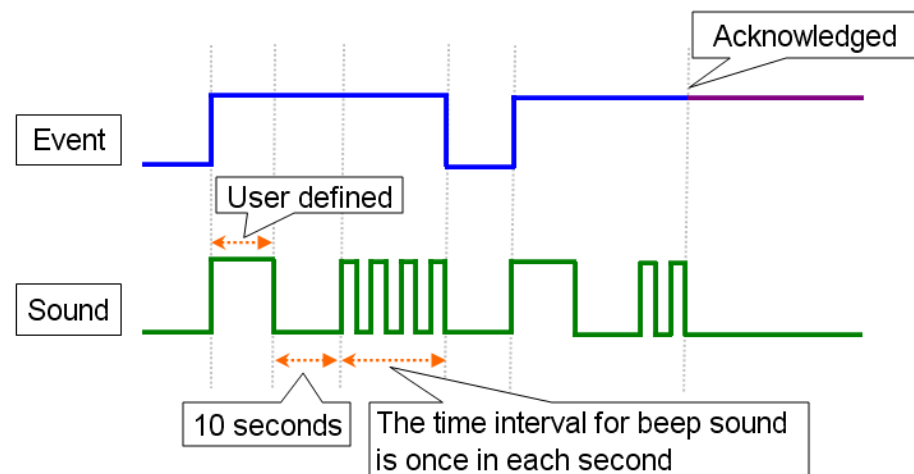 Acknowledged
Event
User defined
Sound
10 seconds
The time interval for beep sound
is once in each second